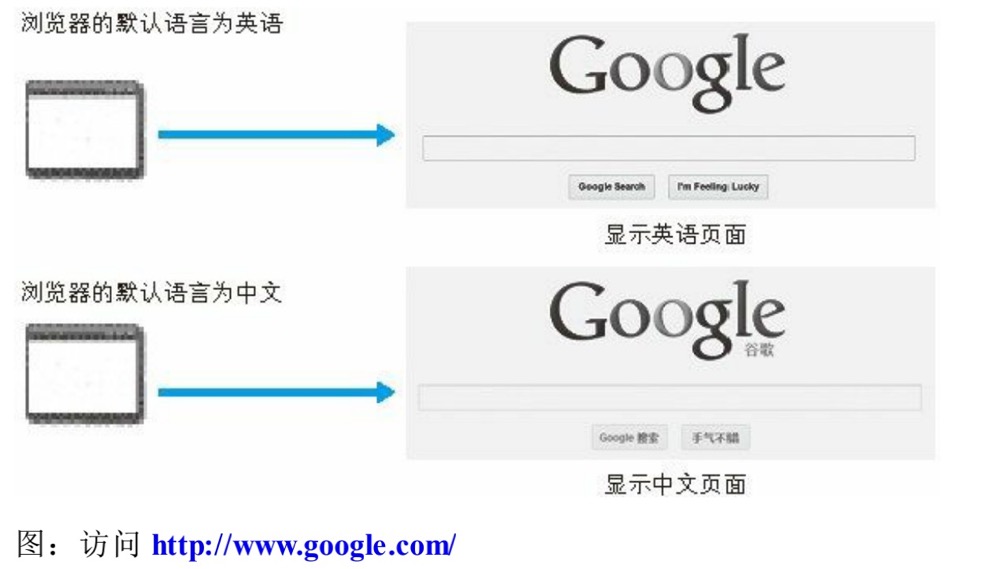 浏览器的默认语言为英语
Google
Google Search
I'm Feeling Lucky
显示英语页面
浏览器的默认语言为中文
Google
谷歌
Google 搜索
手气不错
显示中文页面
图：访问 http://www.google.com/